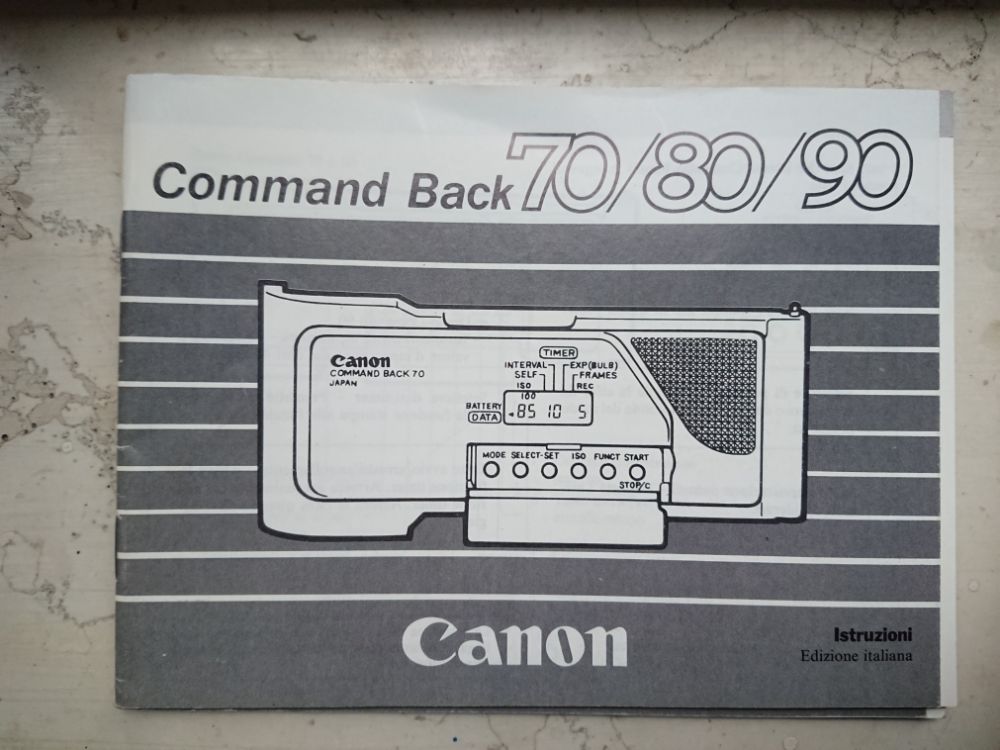 Command Back 70/80/90
Canon
COMMAND BACK 70
JAPAN
TIMER
INTERVAL EXP(BULB)
SELF FRAMES
ISO REC
100
BATTERY 85 10 5
DATA
MODE SELECT-SET ISO FUNCT START
STOP/C
Canon
Istruzioni
Edizione italiana